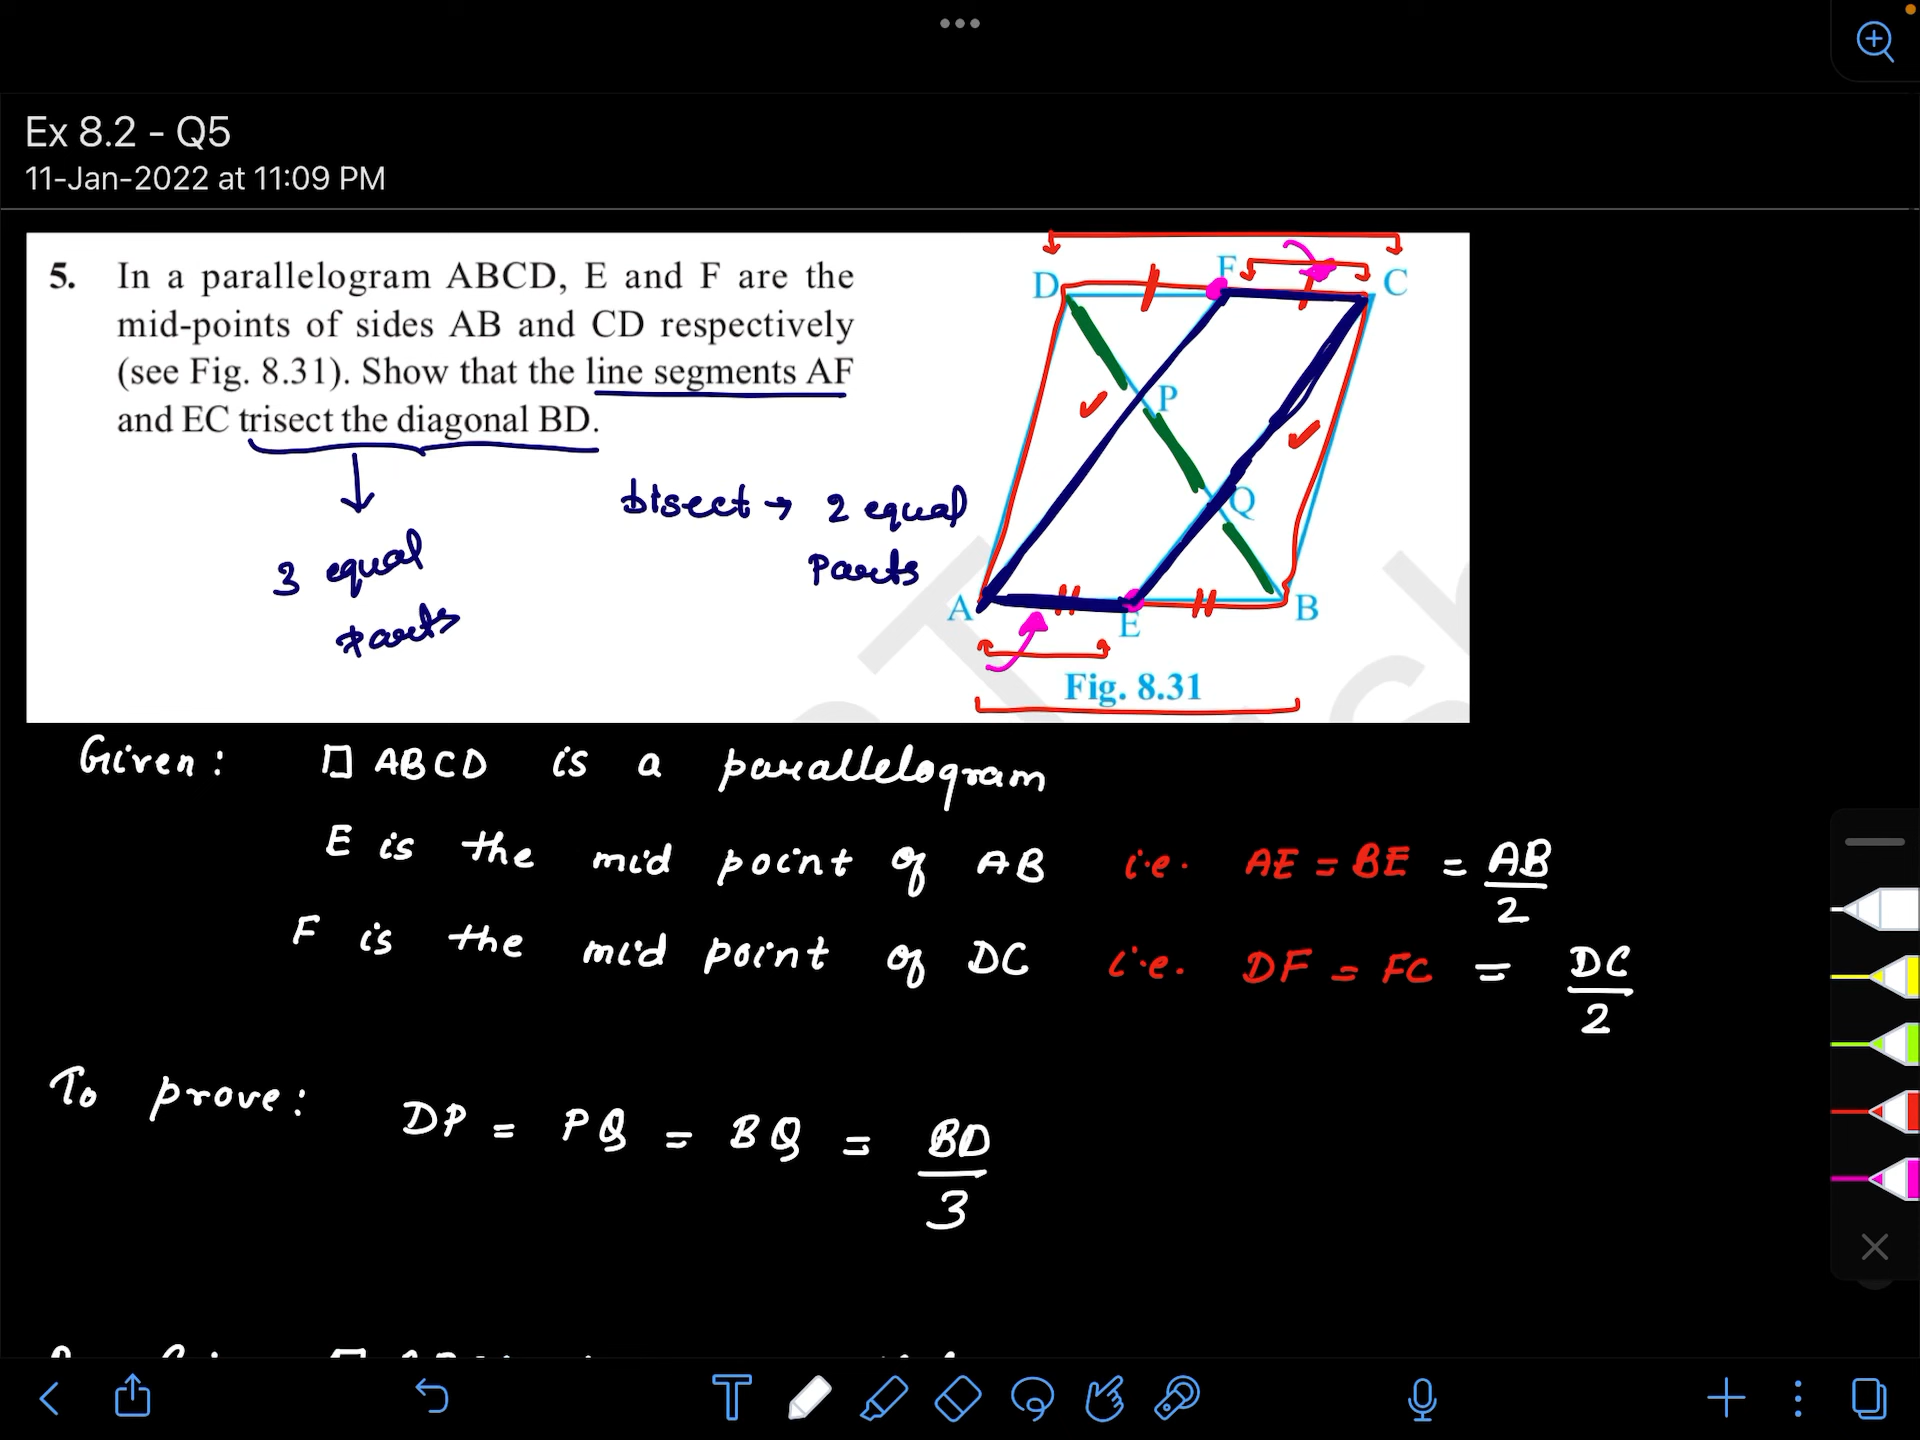 Ex 8.2 - Q5
11-Jan-2022 at 11:09 PM
5. In a parallelogram ABCD, E and F are the
mid-points of sides AB and CD respectively
(see Fig. 8.31). Show that the line segments AF
and EC trisect the diagonal BD.
3 equal
parts
bisect → 2 equal
parts
D F C
P
Q
A E B
Fig. 8.31
Given : □ ABCD is a parallelogram
E is the mid point of AB i.e. AE = BE = AB/2
F is the mid point of DC i.e. DF = FC = DC/2
To prove : DP = PQ = BQ = BD/3